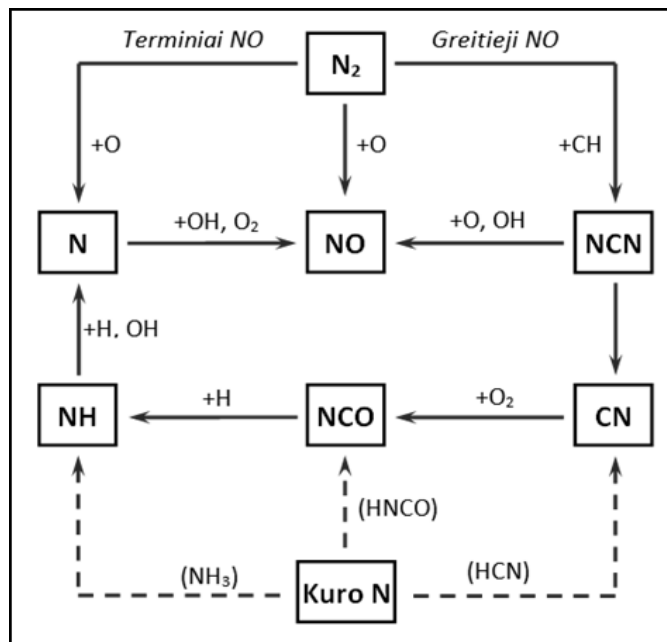 Terminiai NO
N₂
Greitieji NO
+O
+O
+CH
N
+OH, O₂
NO
+O, OH
NCN
+H, OH
NH
+H
NCO
+O₂
CN
(HNCO)
(NH₃)
Kuro N
(HCN)